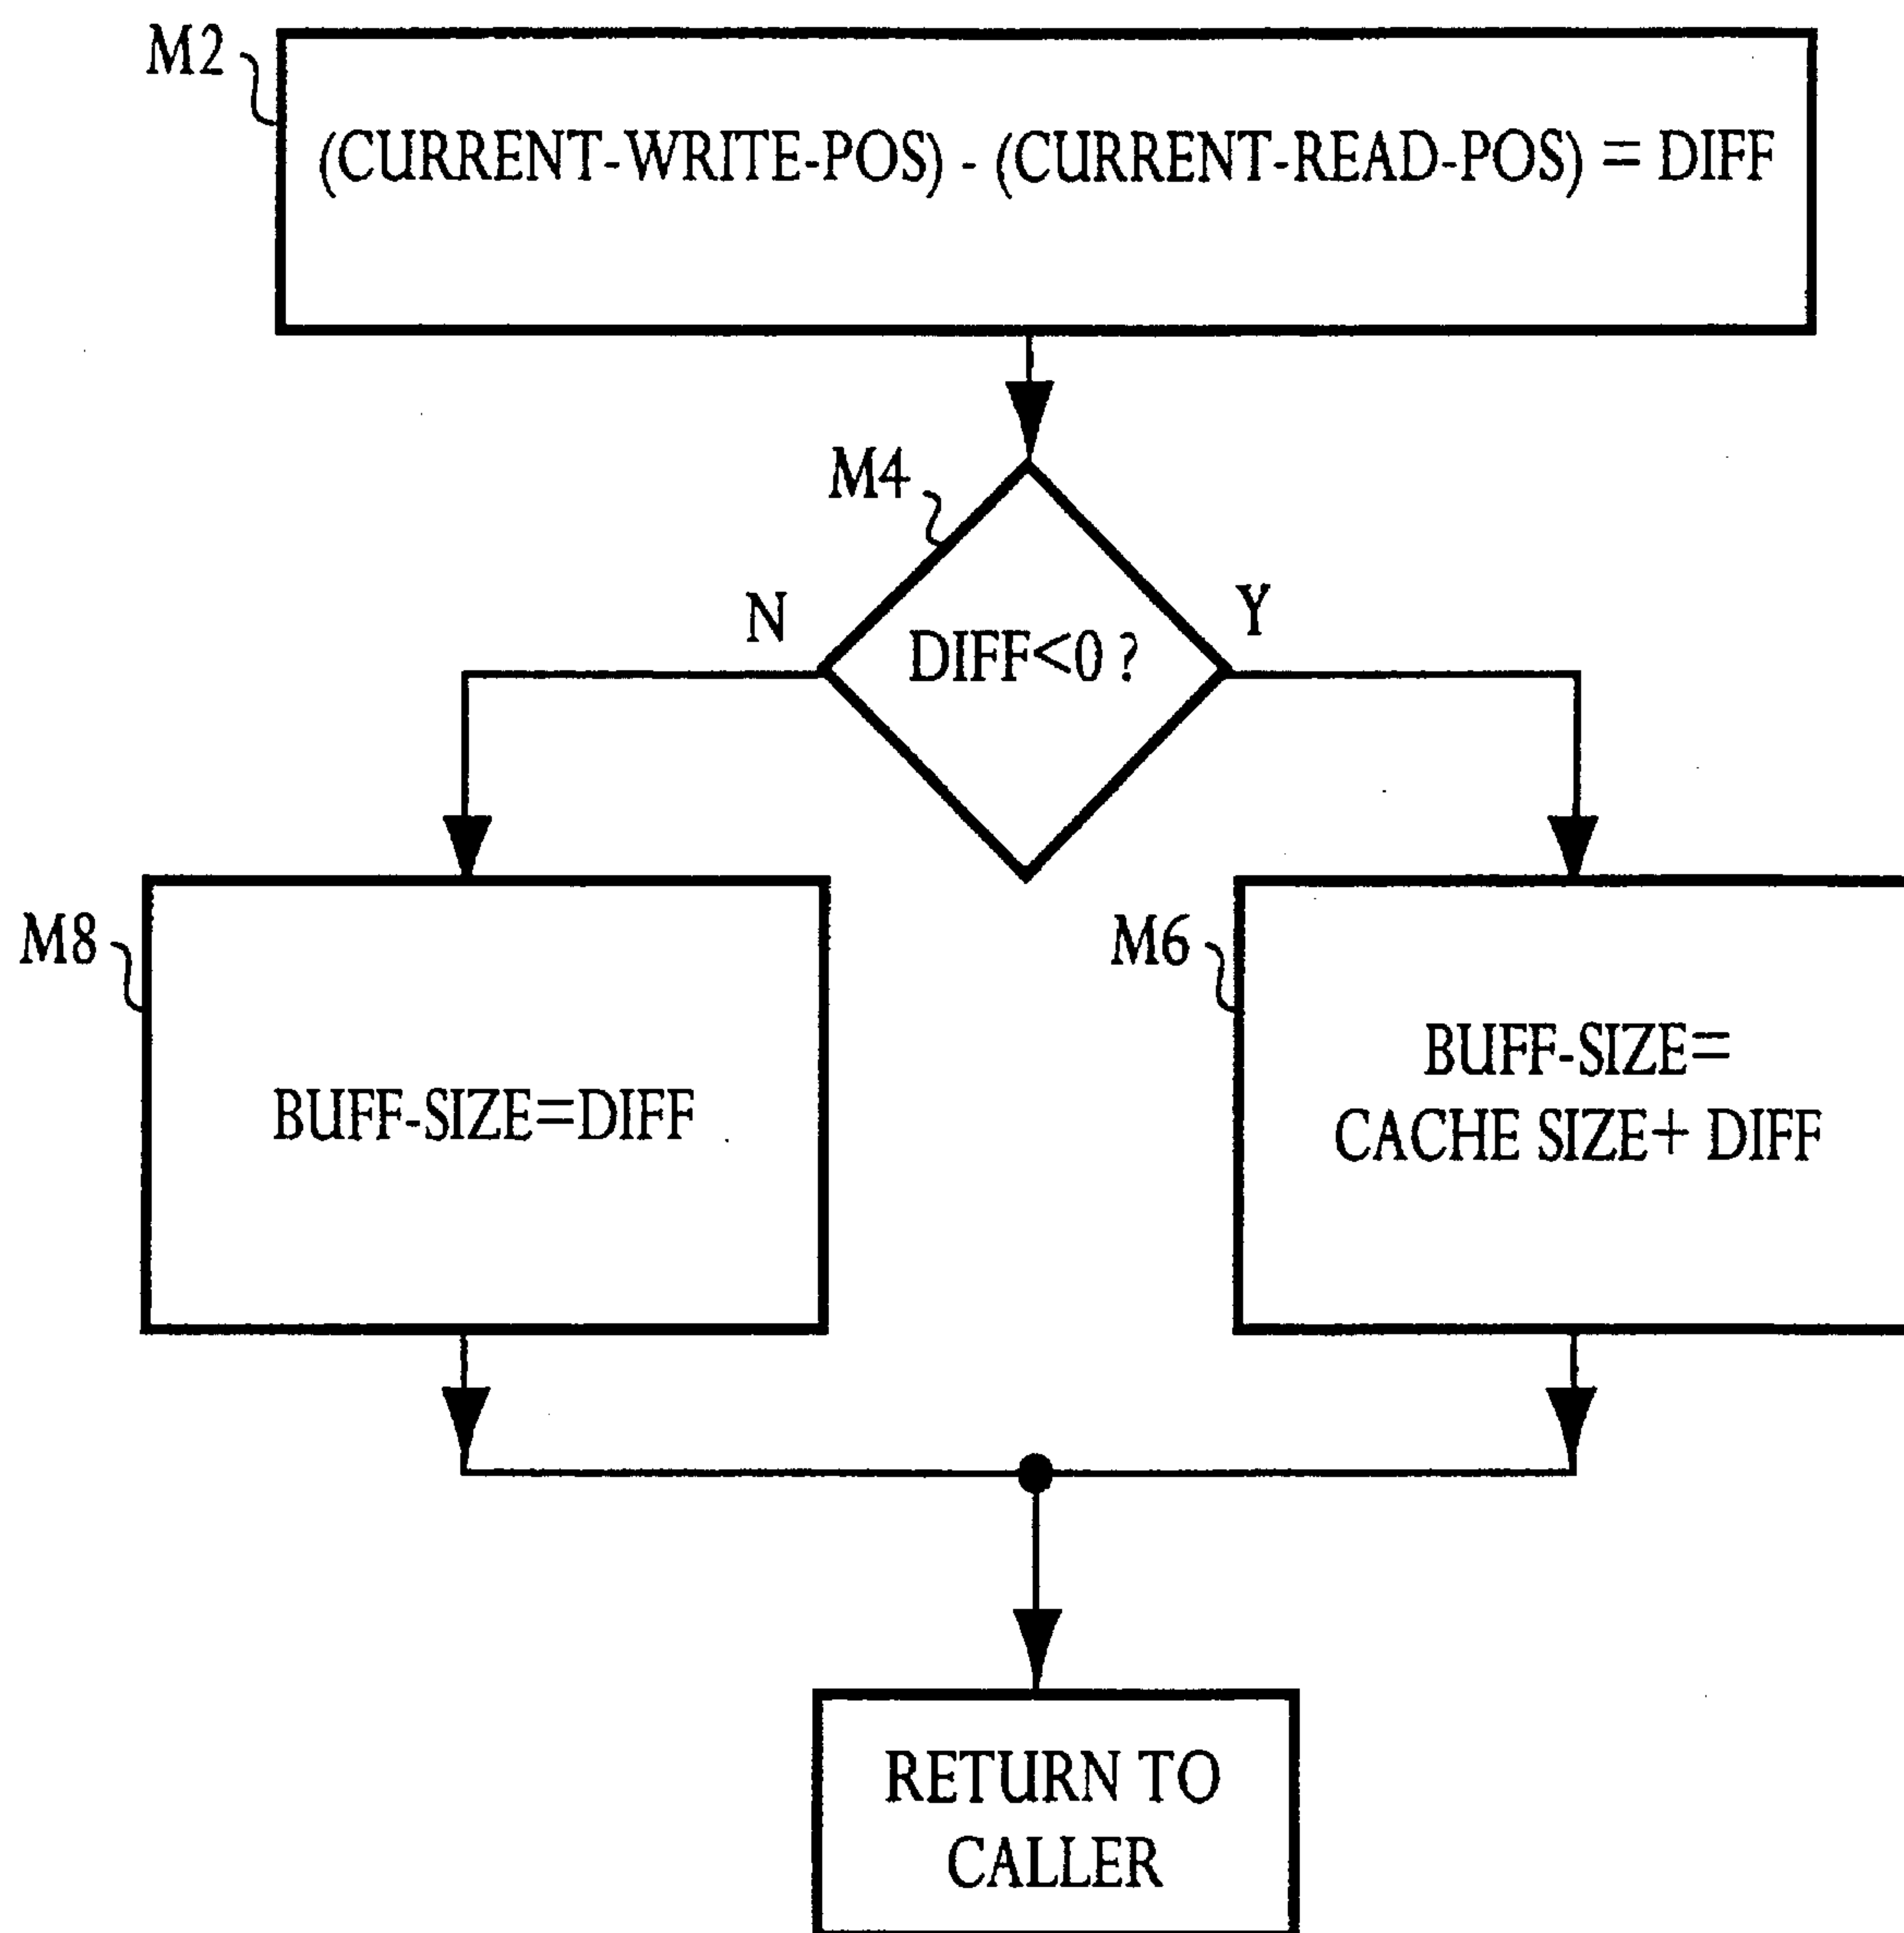 M2
(CURRENT-WRITE-POS) - (CURRENT-READ-POS) = DIFF
M4
N
Y
DIFF<0 ?
M8
M6
BUFF-SIZE=DIFF
BUFF-SIZE=
CACHE SIZE+ DIFF
RETURN TO
CALLER